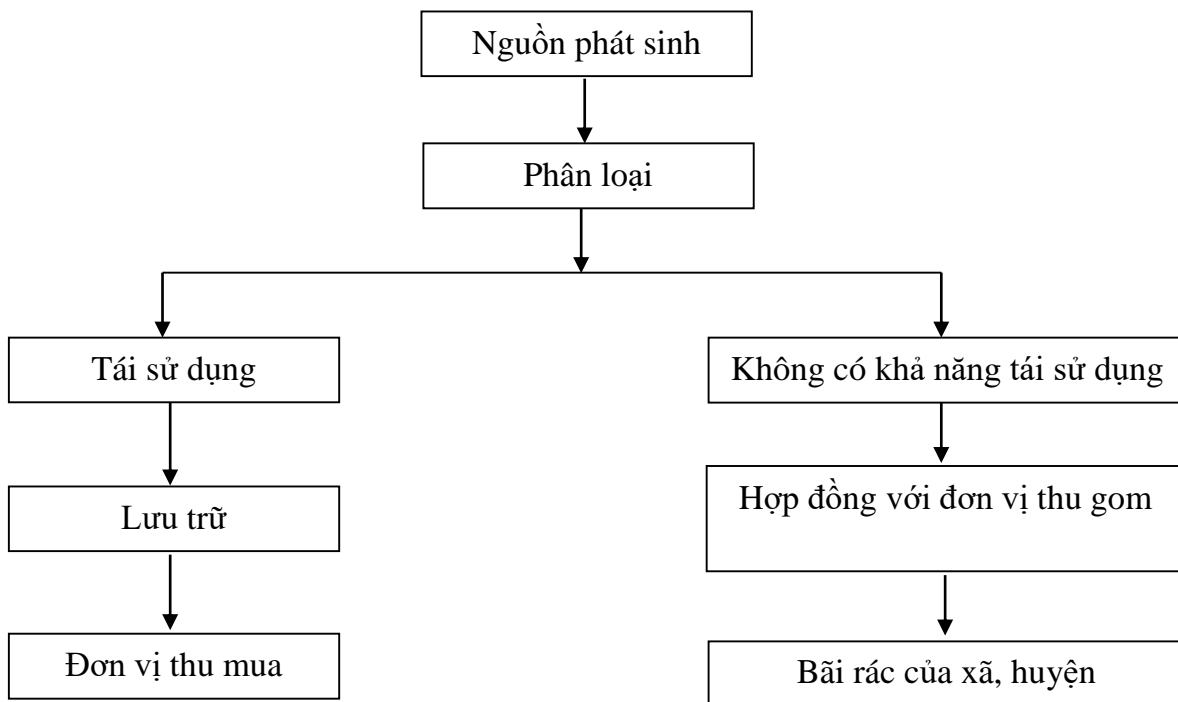 Nguồn phát sinh
Phân loại
Tái sử dụng
Không có khả năng tái sử dụng
Lưu trữ
Hợp đồng với đơn vị thu gom
Đơn vị thu mua
Bãi rác của xã, huyện